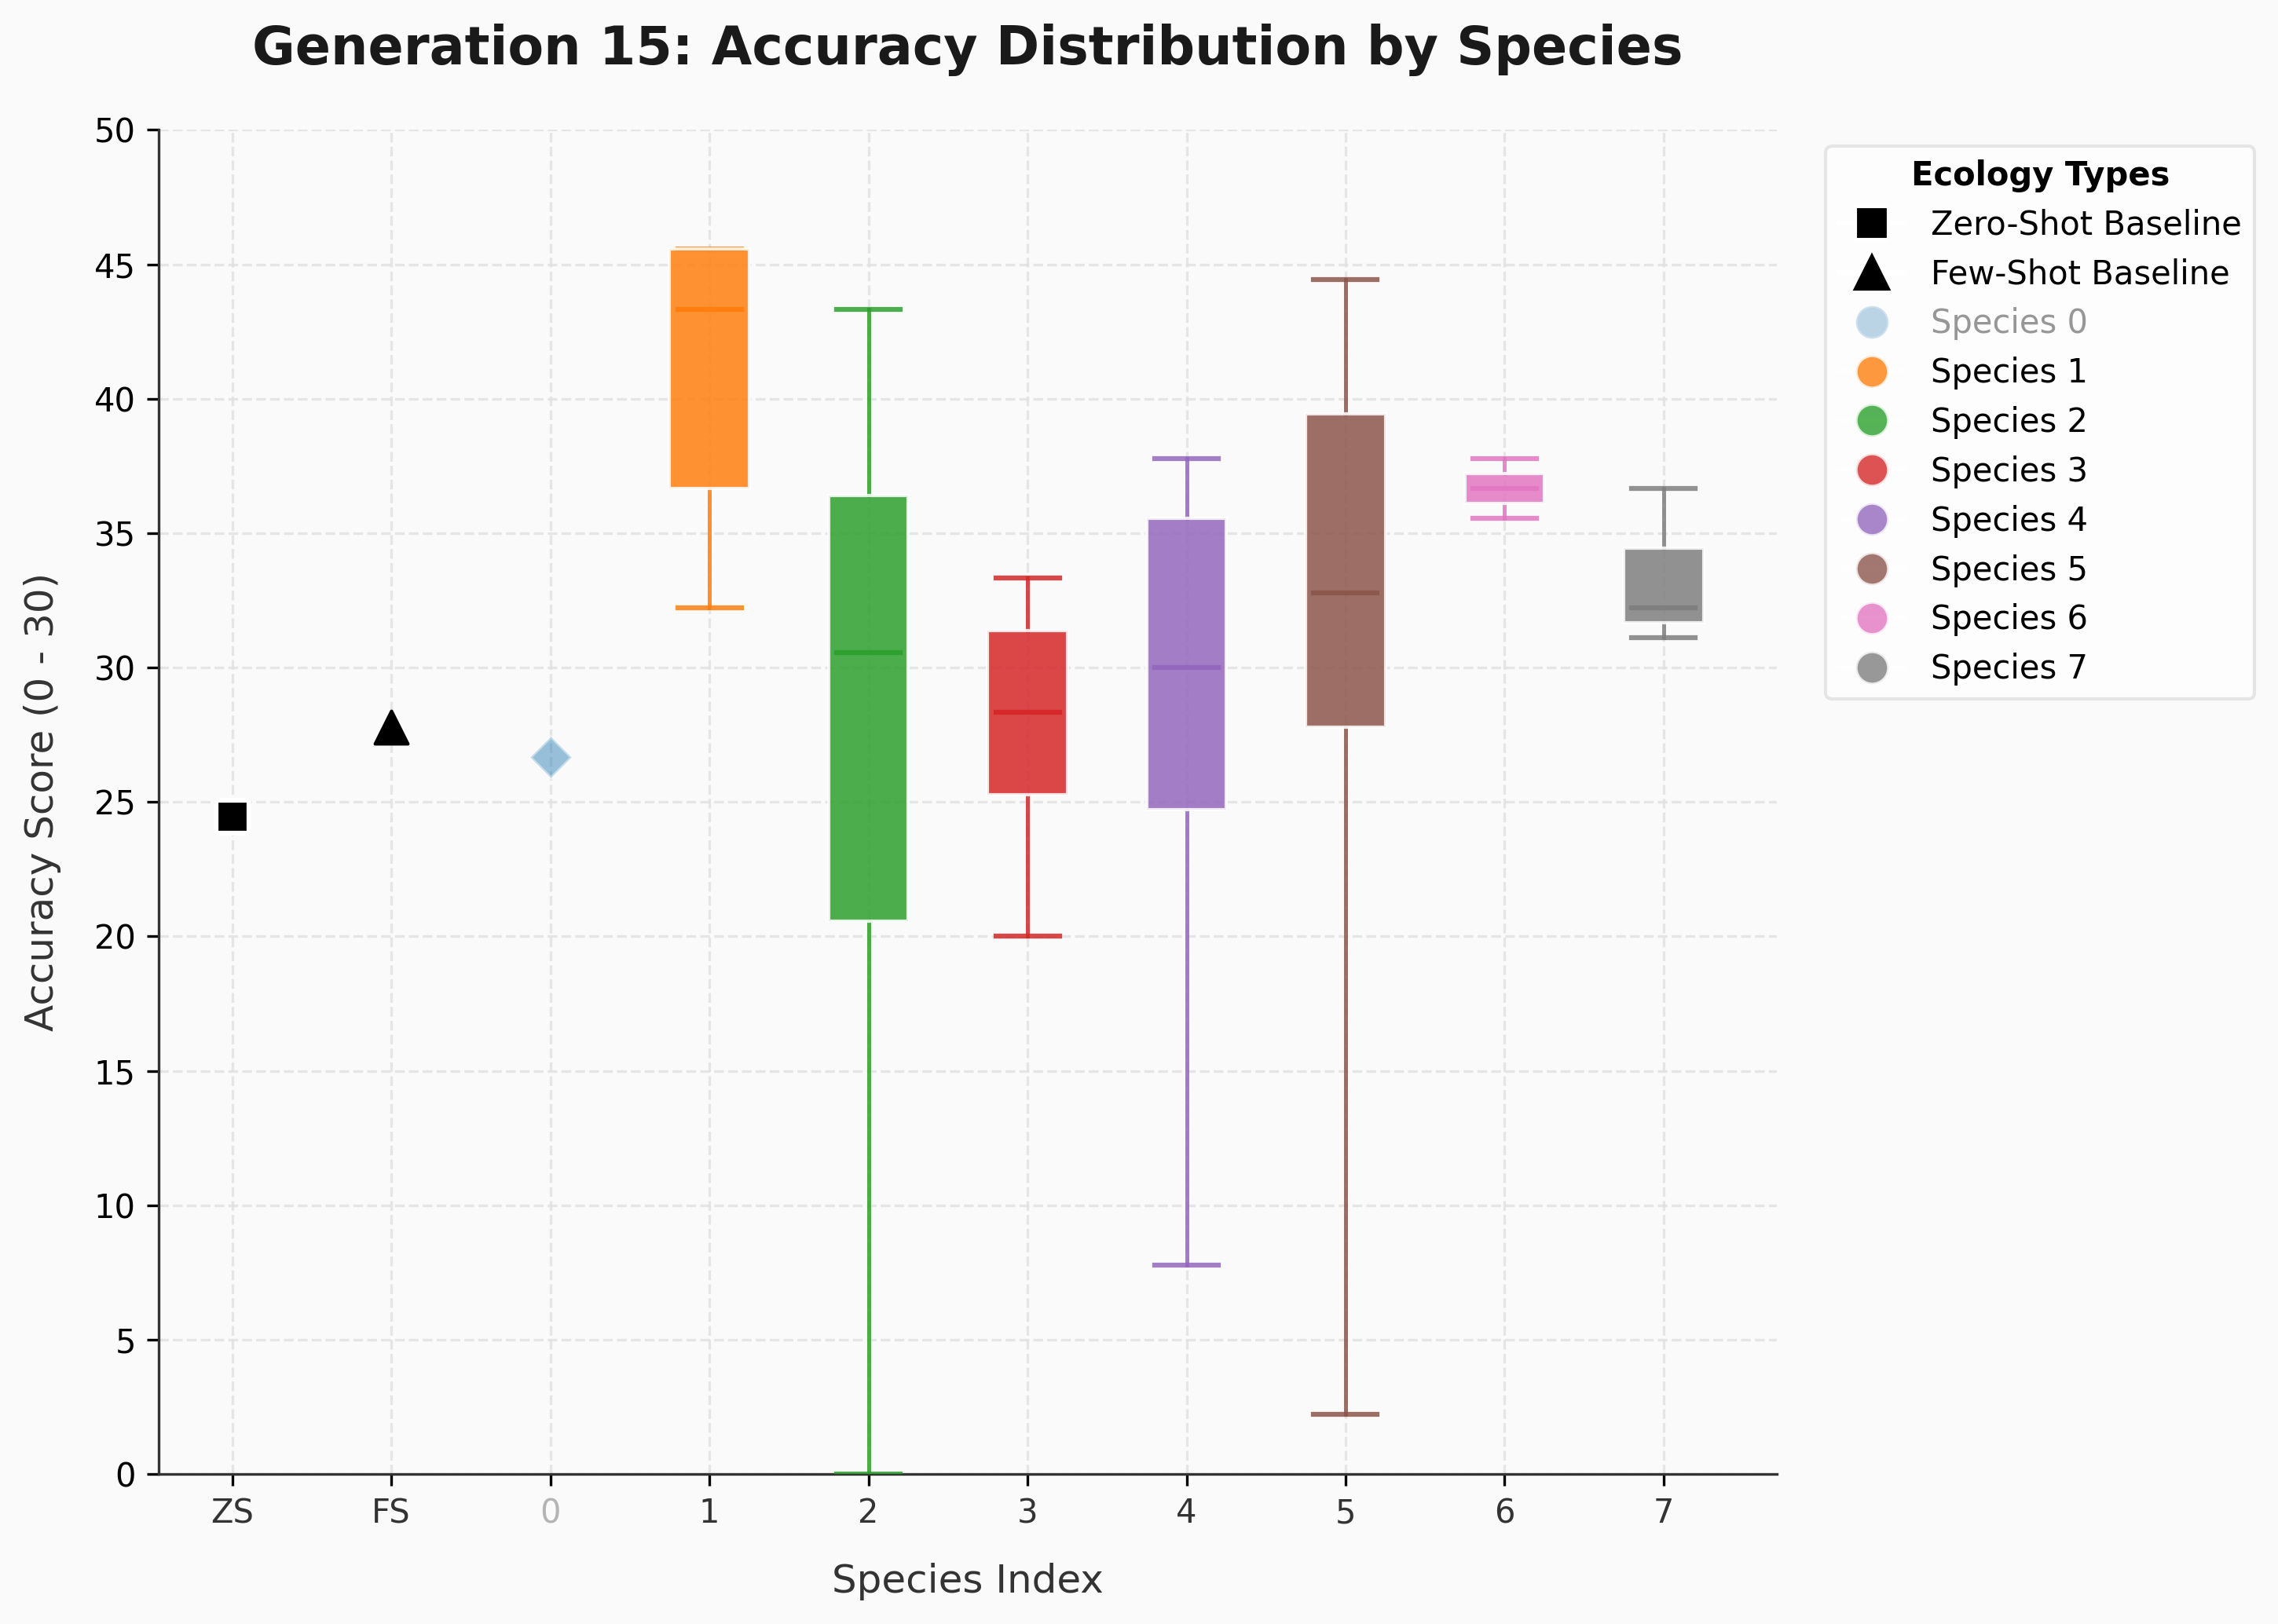 Generation 15: Accuracy Distribution by Species
Accuracy Score (0 - 30)
50
45
40
35
30
25
20
15
10
5
0
ZS FS 0 1 2 3 4 5 6 7
Species Index
Ecology Types
Zero-Shot Baseline
Few-Shot Baseline
Species 0
Species 1
Species 2
Species 3
Species 4
Species 5
Species 6
Species 7